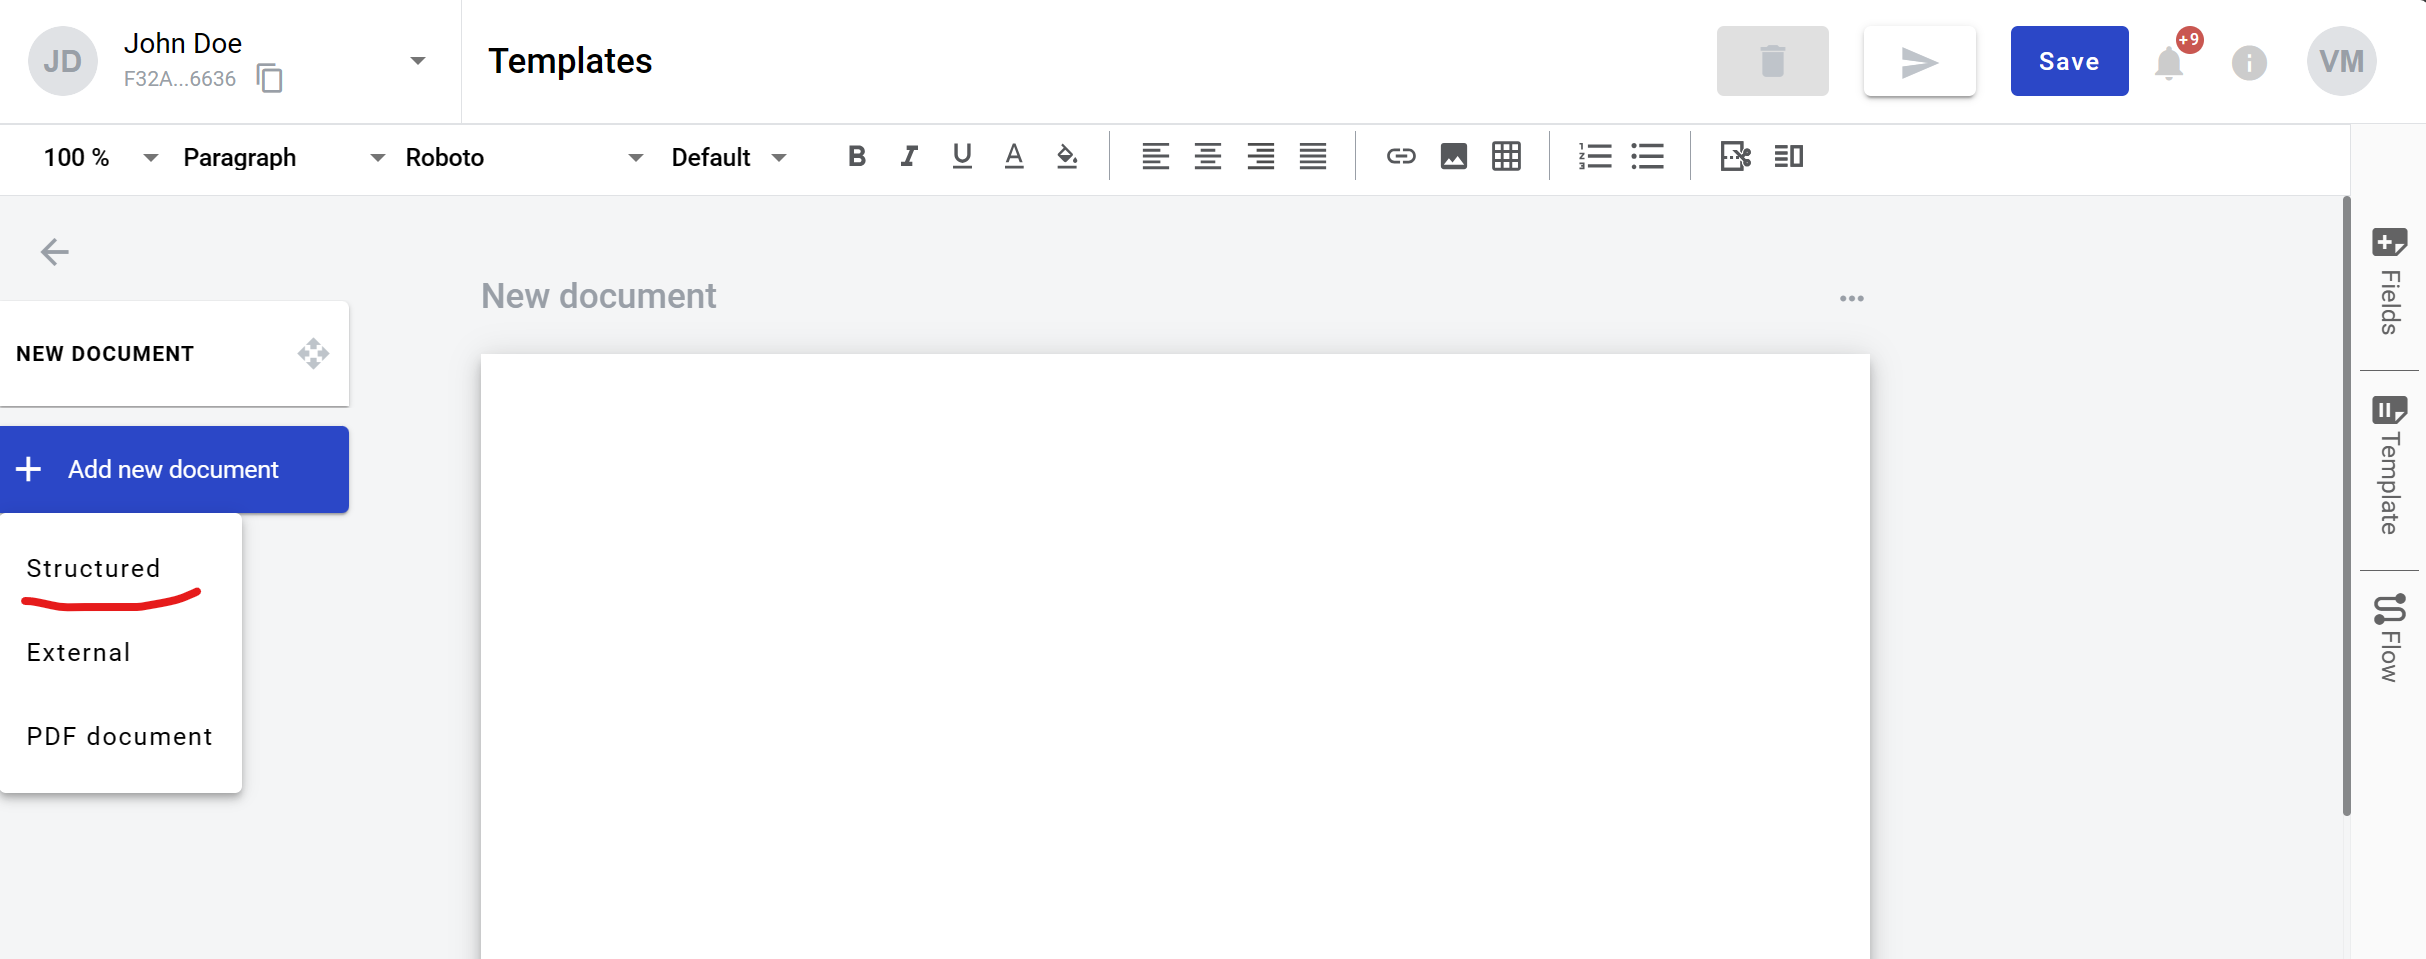 JD
John Doe
F32A...6636
Templates
Save
+9
VM
100 %
Paragraph
Roboto
Default
New document
NEW DOCUMENT
Add new document
Structured
External
PDF document
Fields
Template
Flow